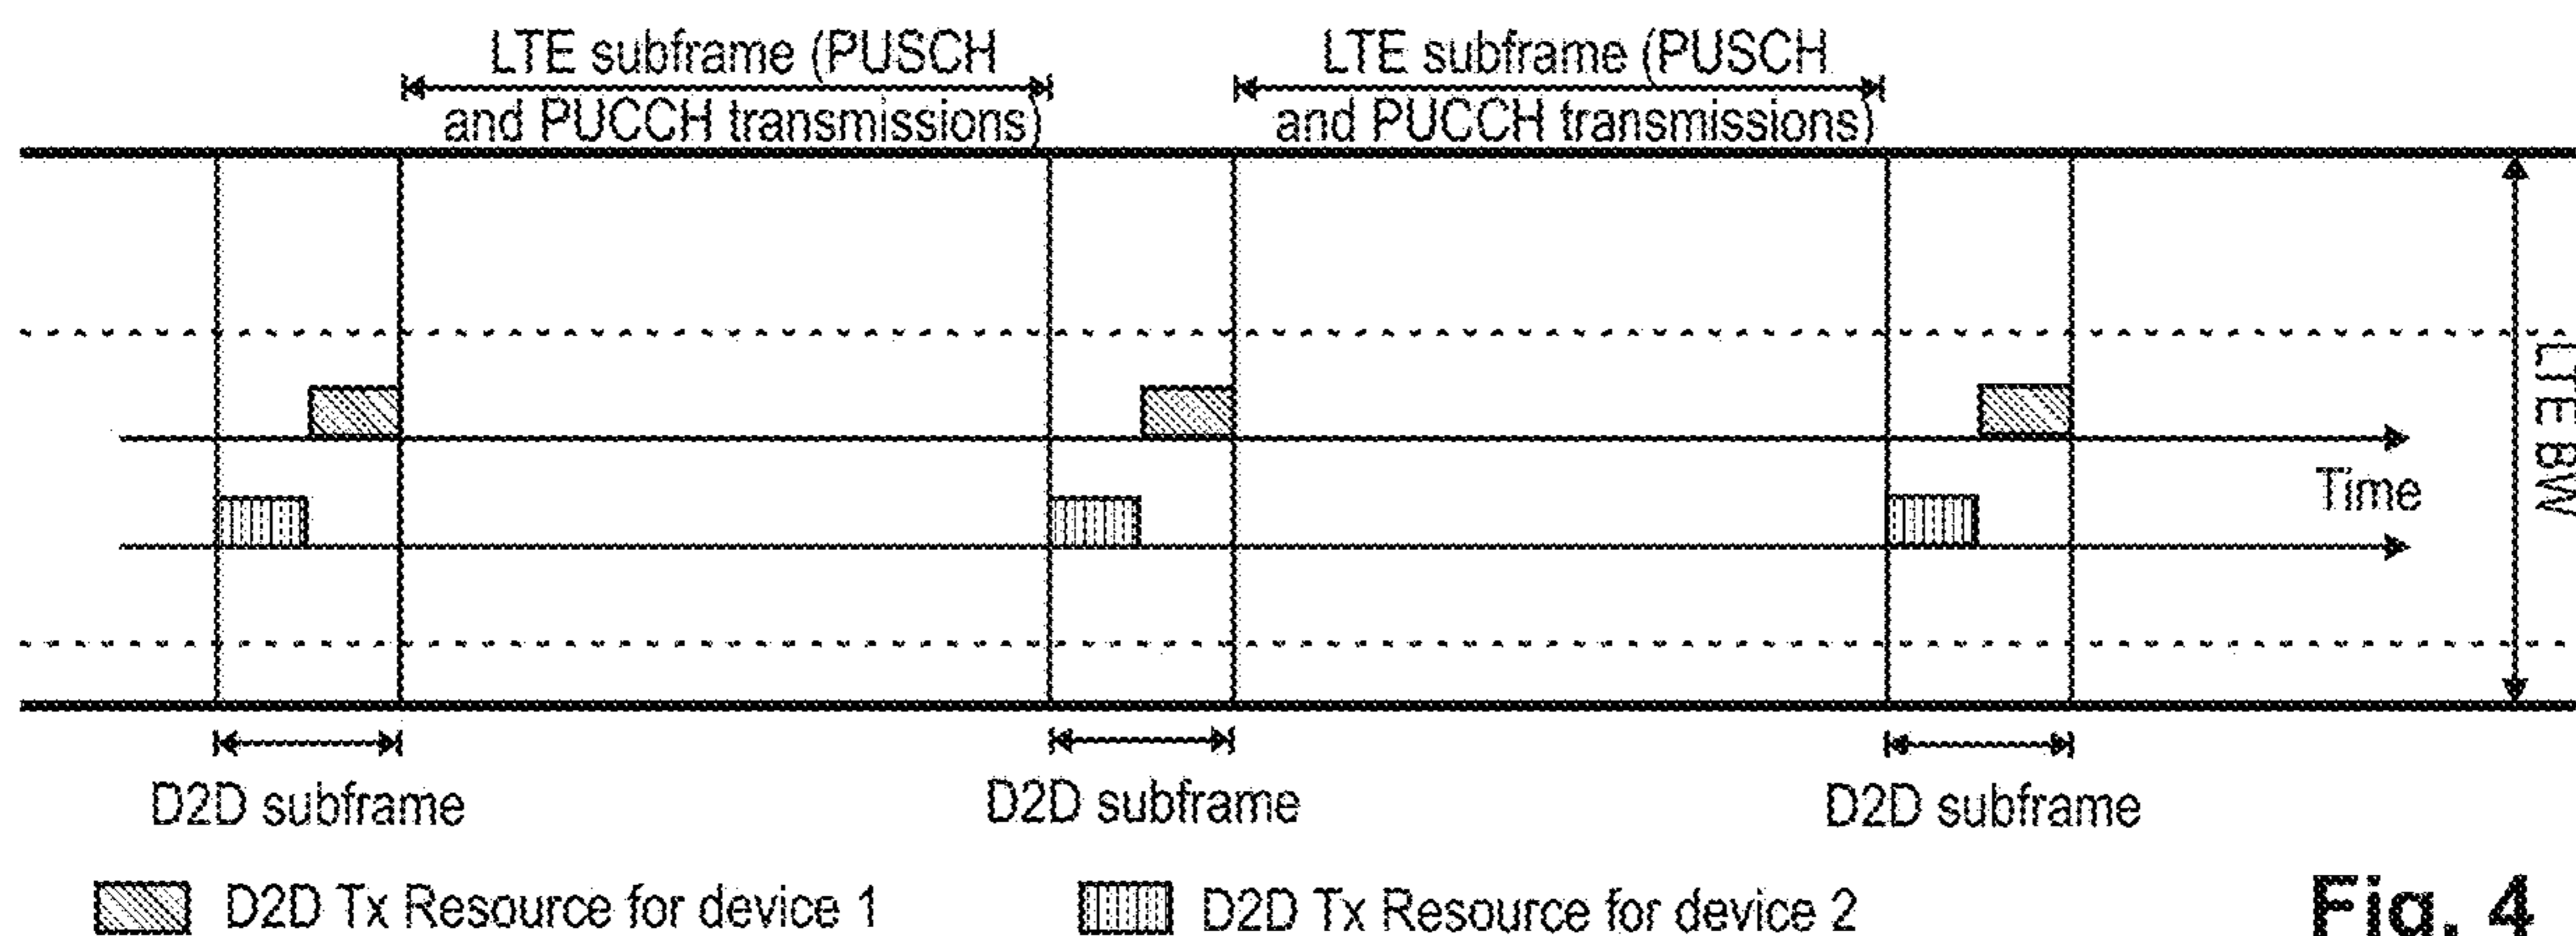 LTE subframe (PUSCH
and PUCCH transmissions)
LTE subframe (PUSCH
and PUCCH transmissions)
Time
LTE BW
D2D subframe
D2D subframe
D2D subframe
D2D Tx Resource for device 1
D2D Tx Resource for device 2
Fig. 4